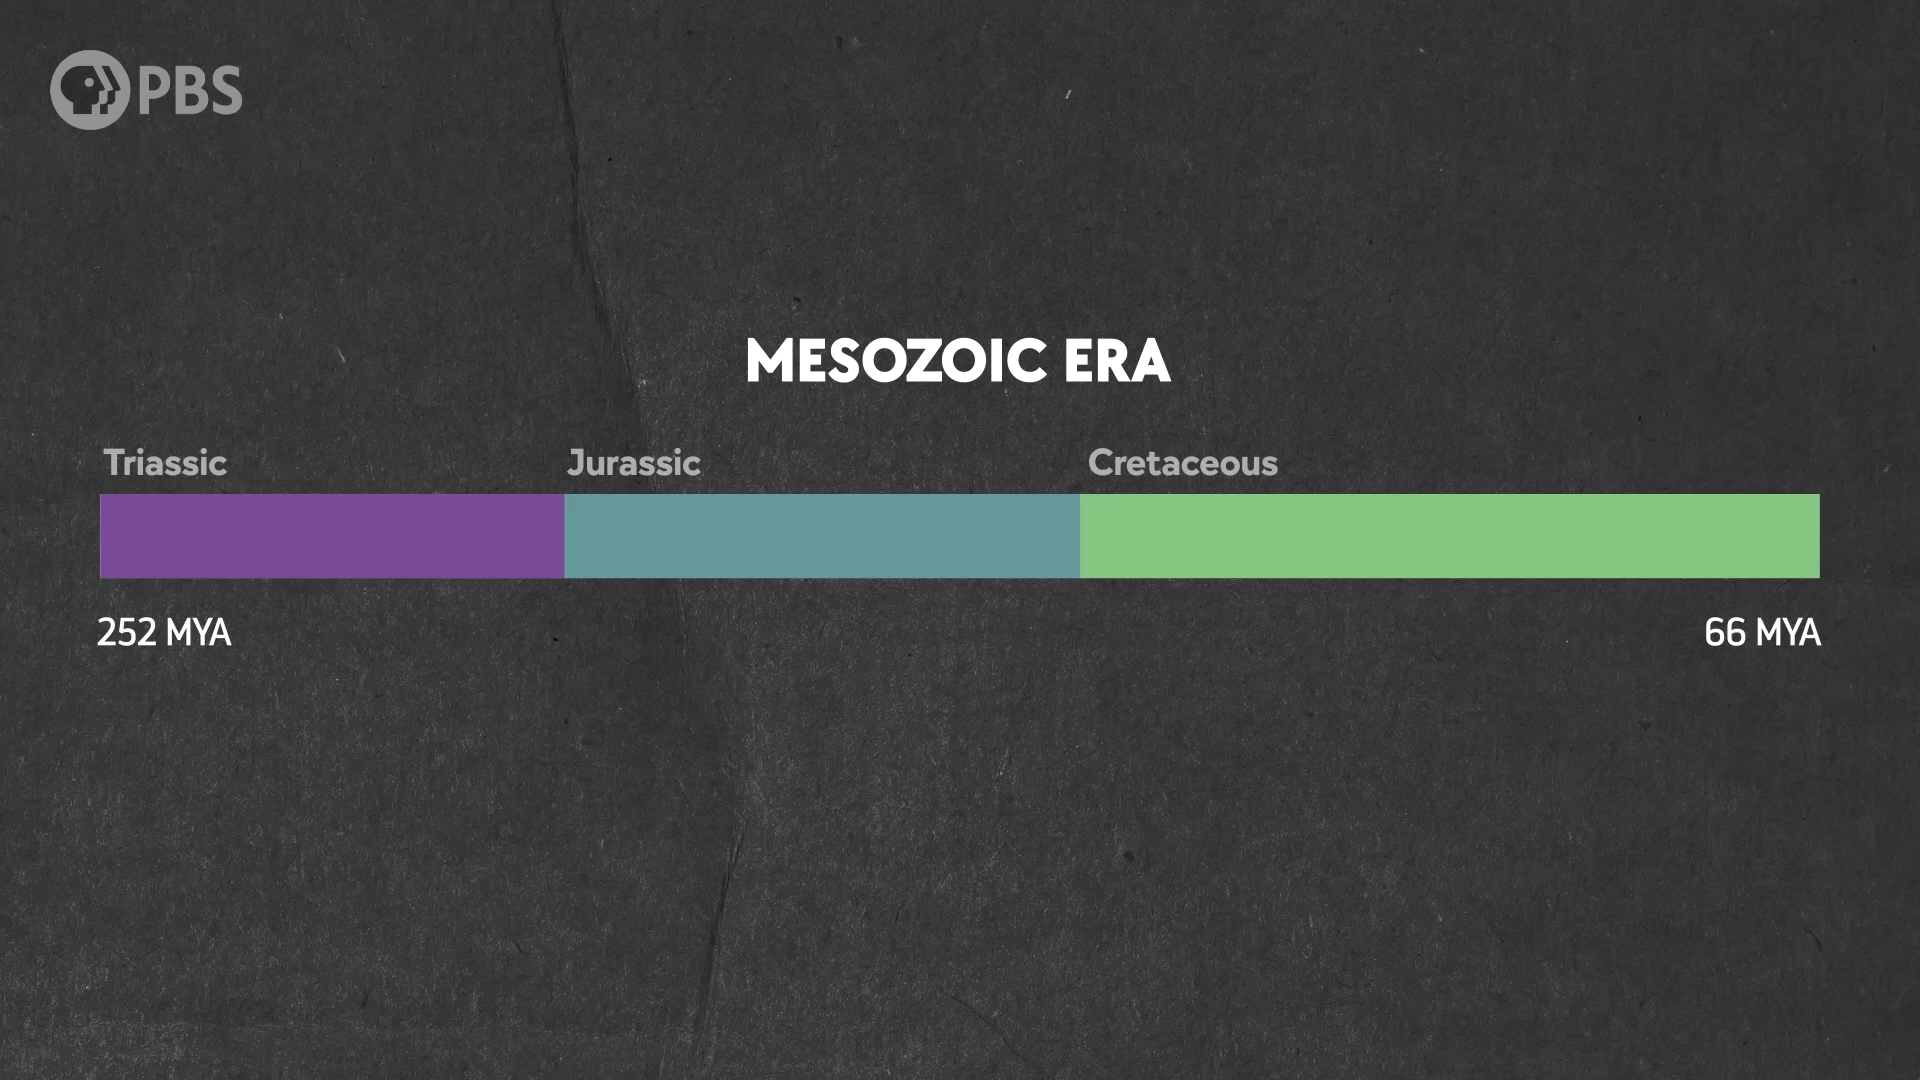 PBS
MESOZOIC ERA
Triassic Jurassic Cretaceous
252 MYA 66 MYA